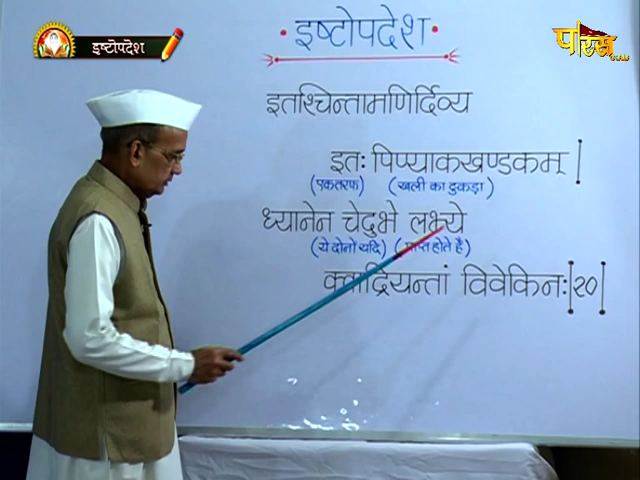 इष्टोपदेश
पारस
इष्टोपदेश
इतश्चिन्तामणिर्दिव्य
इतः पिण्याकखण्डकम् |
(एकतरफ) (खली का टुकड़ा)
ध्यानेन चेदुभे लभ्ये
(ये दोनों यदि) (प्राप्त होते है)
क्वाद्रियन्तां विवेकिनः|२०|